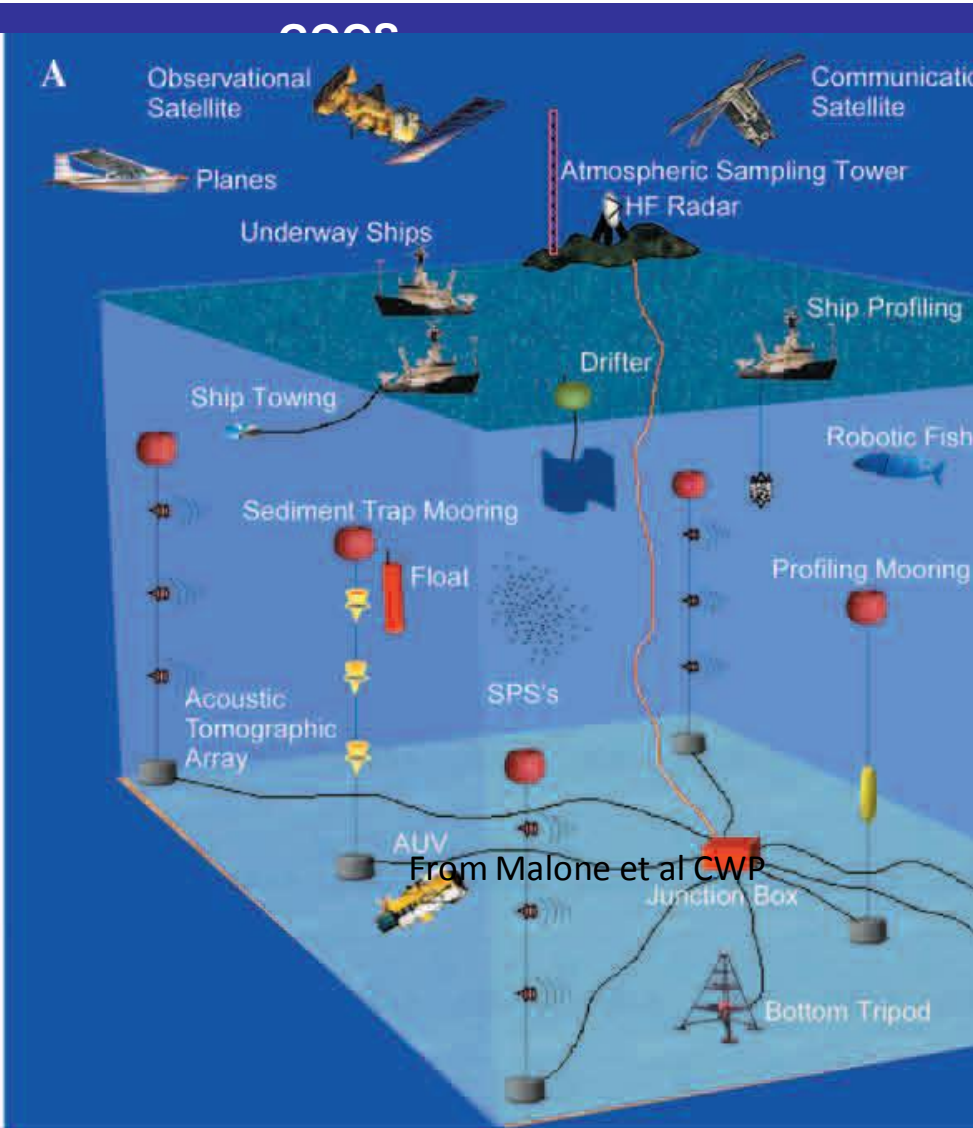 A
Observational
Satellite
Satellite
Planes
Atmospheric Sampling Tower
HF Radar
Underway Ships
Ship Profiling
Drifter
Ship Towing
Robotic Fish
Sediment Trap Mooring
Float
Profiling Mooring
SPS's
Acoustic
Tomographic
Array
AUV
From Malone et al CWP
Junction Box
Bottom Tripod